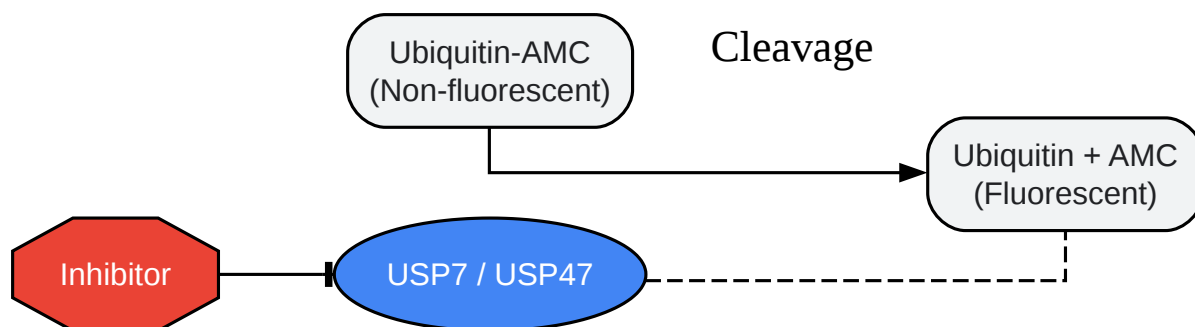 Ubiquitin-AMC
(Non-fluorescent)
Cleavage
Ubiquitin + AMC
(Fluorescent)
Inhibitor
USP7 / USP47